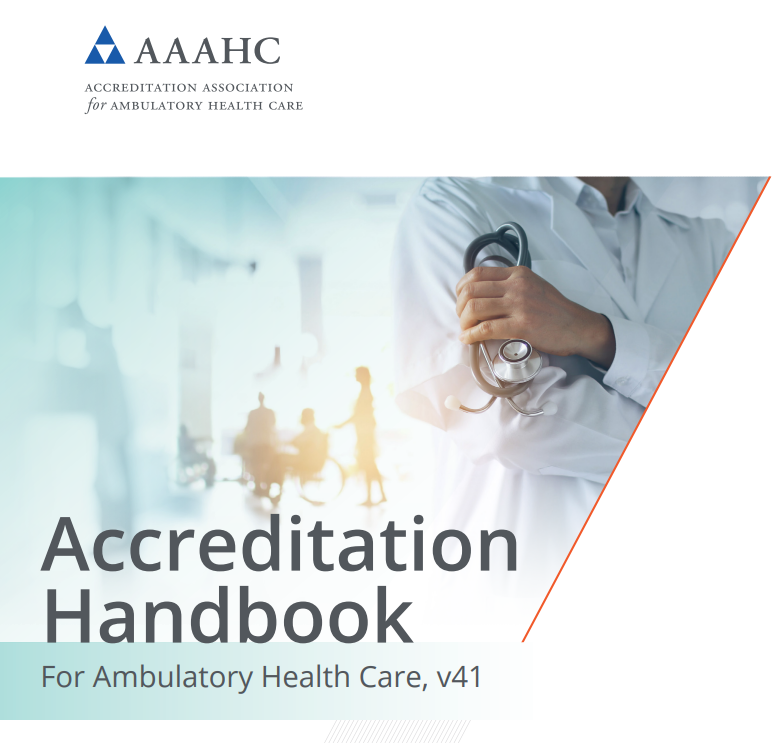 AAAHC
ACCREDITATION ASSOCIATION
for AMBULATORY HEALTH CARE
Accreditation
Handbook
For Ambulatory Health Care, v41